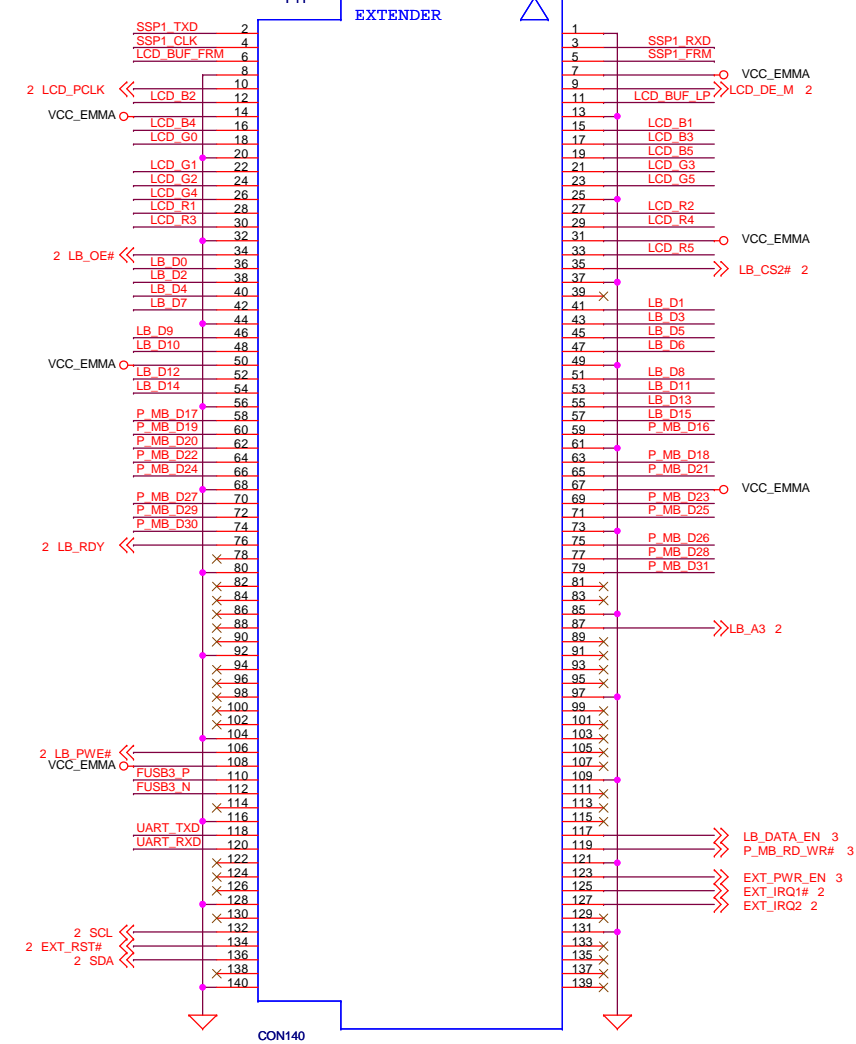 EXTENDER
SSP1_TXD 2
1
SSP1_CLK 4
3 SSP1_RXD
LCD_BUF_FRM 6
5 SSP1_FRM
8
7 VCC_EMMA
2 LCD_PCLK 10
9 LCD_DE_M 2
LCD_B2 12
11 LCD_BUF_LP
VCC_EMMA 14
13
LCD_B4 16
15 LCD_B1
LCD_G0 18
17 LCD_B3
20
19 LCD_B5
LCD_G1 22
21 LCD_G3
LCD_G2 24
23 LCD_G5
LCD_G4 26
25
LCD_R1 28
27 LCD_R2
LCD_R3 30
29 LCD_R4
32
31 VCC_EMMA
2 LB_OE# 34
33 LCD_R5
LB_D0 36
35 LB_CS2# 2
LB_D2 38
37
LB_D4 40
39
LB_D7 42
41 LB_D1
44
43 LB_D3
LB_D9 46
45 LB_D5
LB_D10 48
47 LB_D6
VCC_EMMA 50
49
LB_D12 52
51 LB_D8
LB_D14 54
53 LB_D11
56
55 LB_D13
P_MB_D17 58
57 LB_D15
P_MB_D19 60
59 P_MB_D16
P_MB_D20 62
61
P_MB_D22 64
63 P_MB_D18
P_MB_D24 66
65 P_MB_D21
68
67 VCC_EMMA
P_MB_D27 70
69 P_MB_D23
P_MB_D29 72
71 P_MB_D25
P_MB_D30 74
73
2 LB_RDY 76
75 P_MB_D26
78
77 P_MB_D28
80
79 P_MB_D31
82
81
84
83
86
85
88
87 LB_A3 2
90
89
92
91
94
93
96
95
98
97
100
99
102
101
104
103
2 LB_PWE# 106
105
VCC_EMMA 108
107
FUSB3_P 110
109
FUSB3_N 112
111
114
113
116
115
UART_TXD 118
117 LB_DATA_EN 3
UART_RXD 120
119 P_MB_RD_WR# 3
122
121
124
123 EXT_PWR_EN 3
126
125 EXT_IRQ1# 2
128
127 EXT_IRQ2 2
130
129
2 SCL 132
131
2 EXT_RST# 134
133
2 SDA 136
135
138
137
140
139
CON140